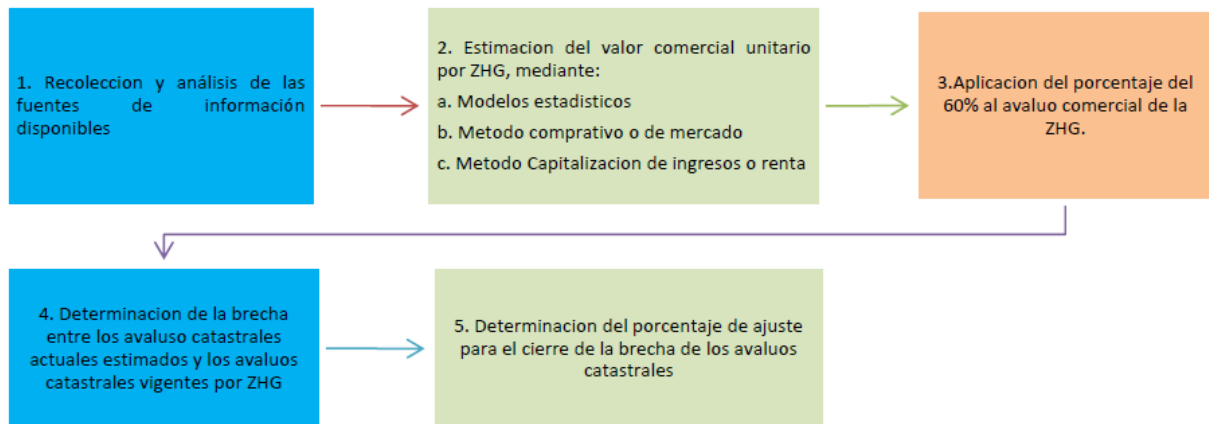 1. Recoleccion y análisis de las
fuentes de información
disponibles
2. Estimacion del valor comercial unitario
por ZHG, mediante:
a. Modelos estadisticos
b. Metodo comprativo o de mercado
c. Metodo Capitalizacion de ingresos o renta
3.Aplicacion del porcentaje del
60% al avaluo comercial de la
ZHG.
4. Determinacion de la brecha
entre los avaluso catastrales
actuales estimados y los avaluos
catastrales vigentes por ZHG
5. Determinacion del porcentaje de ajuste
para el cierre de la brecha de los avaluos
catastrales